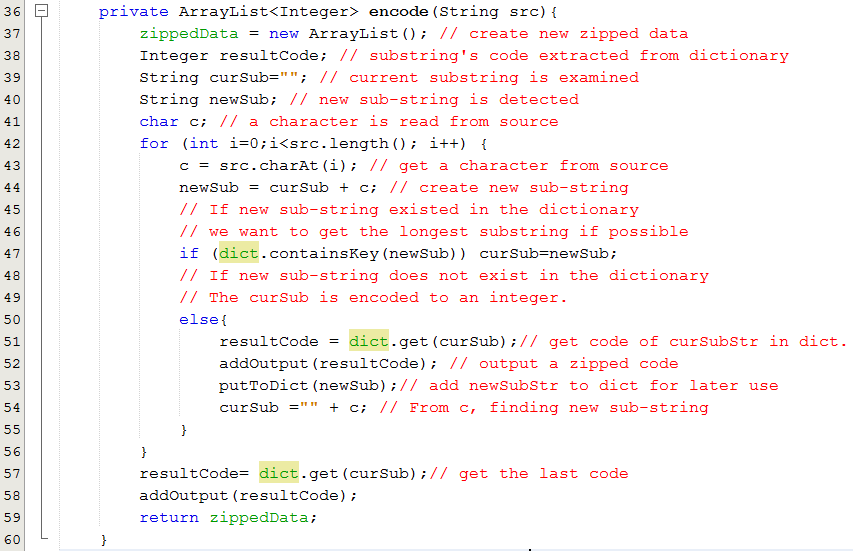 36 private ArrayList<Integer> encode(String src){
37 zippedData = new ArrayList(); // create new zipped data
38 Integer resultCode; // substring's code extracted from dictionary
39 String curSub=""; // current substring is examined
40 String newSub; // new sub-string is detected
41 char c; // a character is read from source
42 for (int i=0;i<src.length(); i++) {
43 c = src.charAt(i); // get a character from source
44 newSub = curSub + c; // create new sub-string
45 // If new sub-string existed in the dictionary
46 // we want to get the longest substring if possible
47 if (dict.containsKey(newSub)) curSub=newSub;
48 // If new sub-string does not exist in the dictionary
49 // The curSub is encoded to an integer.
50 else{
51 resultCode = dict.get(curSub);// get code of curSubStr in dict.
52 addOutput(resultCode); // output a zipped code
53 putToDict(newSub);// add newSubStr to dict for later use
54 curSub ="" + c; // From c, finding new sub-string
55 }
56 }
57 resultCode= dict.get(curSub);// get the last code
58 addOutput(resultCode);
59 return zippedData;
60 }